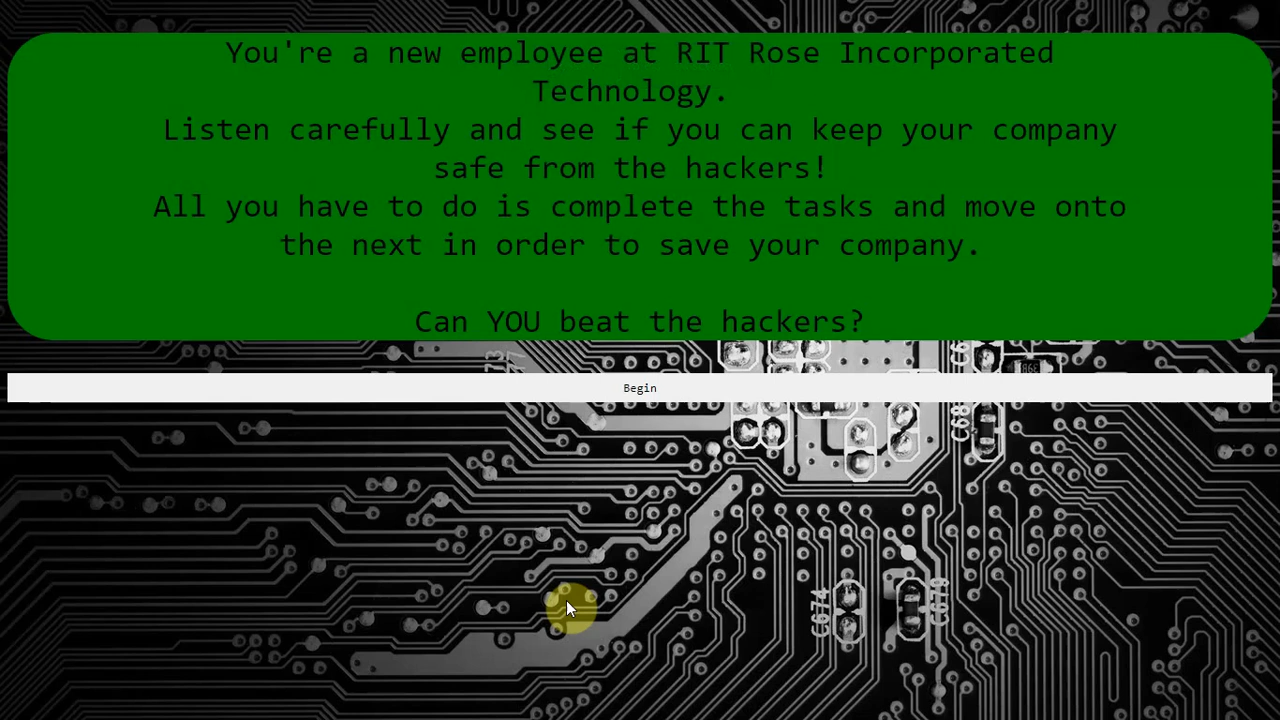 You're a new employee at RIT Rose Incorporated
Technology.
Listen carefully and see if you can keep your company
safe from the hackers!
All you have to do is complete the tasks and move onto
the next in order to save your company.
Can YOU beat the hackers?
Begin
C674
C679